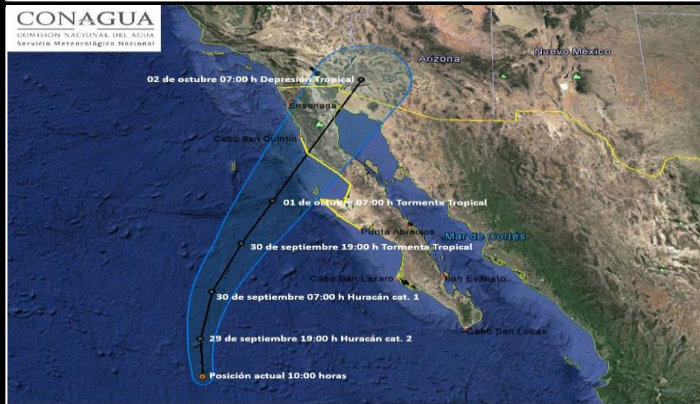 CONAGUA
COMISIÓN NACIONAL DEL AGUA
Servicio Meteorológico Nacional
Arizona
Nuevo México
02 de octubre 07:00 h Depresión Tropical
Ensenada
Cabo San Quintín
01 de octubre 07:00 h Tormenta Tropical
Punta Abreojos
Mar de Cortés
30 de septiembre 19:00 h Tormenta Tropical
Cabo San Lazaro
San Evaristo
30 de septiembre 07:00 h Huracán cat. 1
Cabo San Lucas
29 de septiembre 19:00 h Huracán cat. 2
Posición actual 10:00 horas